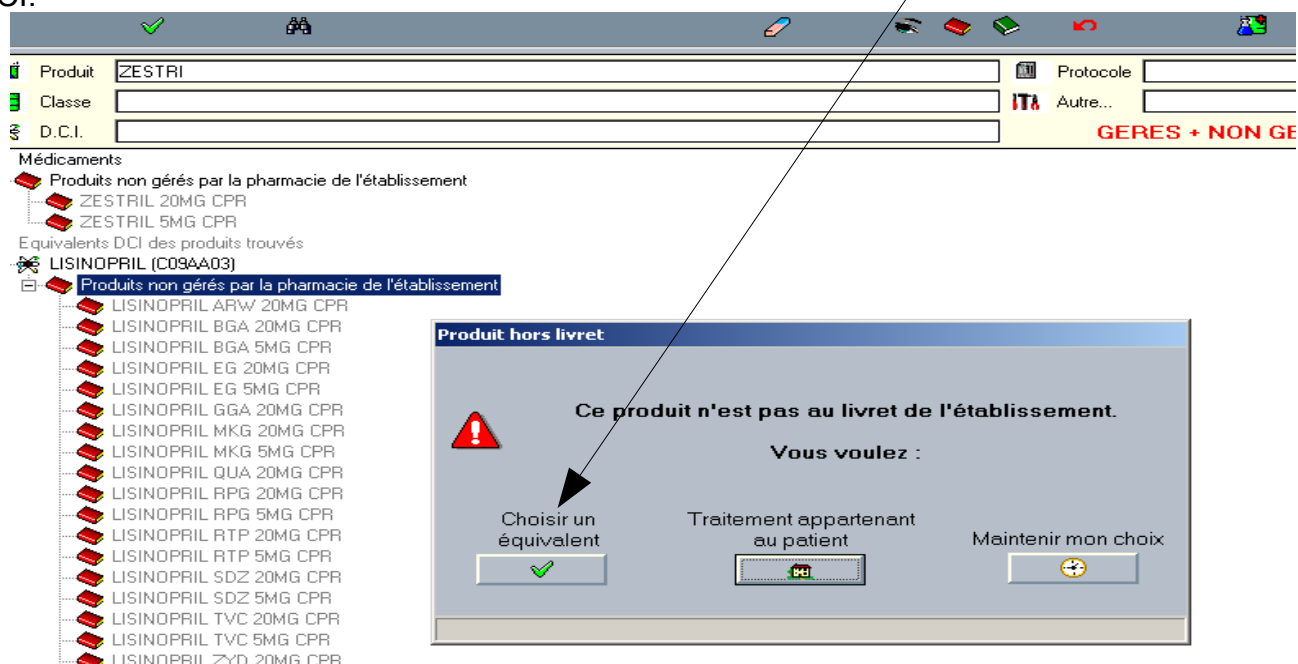 Produit ZESTRI Protocole
Classe Autre...
D.C.I. GERES + NON GE
Médicaments
Produits non gérés par la pharmacie de l'établissement
ZESTRIL 20MG CPR
ZESTRIL 5MG CPR
Equivalents DCI des produits trouvés
LISINOPRIL (C09AA03)
Produits non gérés par la pharmacie de l'établissement
LISINOPRIL ARW 20MG CPR
LISINOPRIL BGA 20MG CPR
LISINOPRIL BGA 5MG CPR
LISINOPRIL EG 20MG CPR
LISINOPRIL EG 5MG CPR
LISINOPRIL GGA 20MG CPR
LISINOPRIL MKG 20MG CPR
LISINOPRIL MKG 5MG CPR
LISINOPRIL QUA 20MG CPR
LISINOPRIL RPG 20MG CPR
LISINOPRIL RPG 5MG CPR
LISINOPRIL RTP 20MG CPR
LISINOPRIL RTP 5MG CPR
LISINOPRIL SDZ 20MG CPR
LISINOPRIL SDZ 5MG CPR
LISINOPRIL TVC 20MG CPR
LISINOPRIL TVC 5MG CPR
LISINOPRIL ZYD 20MG CPR
Produit hors livret
Ce produit n'est pas au livret de l'établissement.
Vous voulez :
Choisir un
équivalent
Traitement appartenant
au patient
Maintenir mon choix